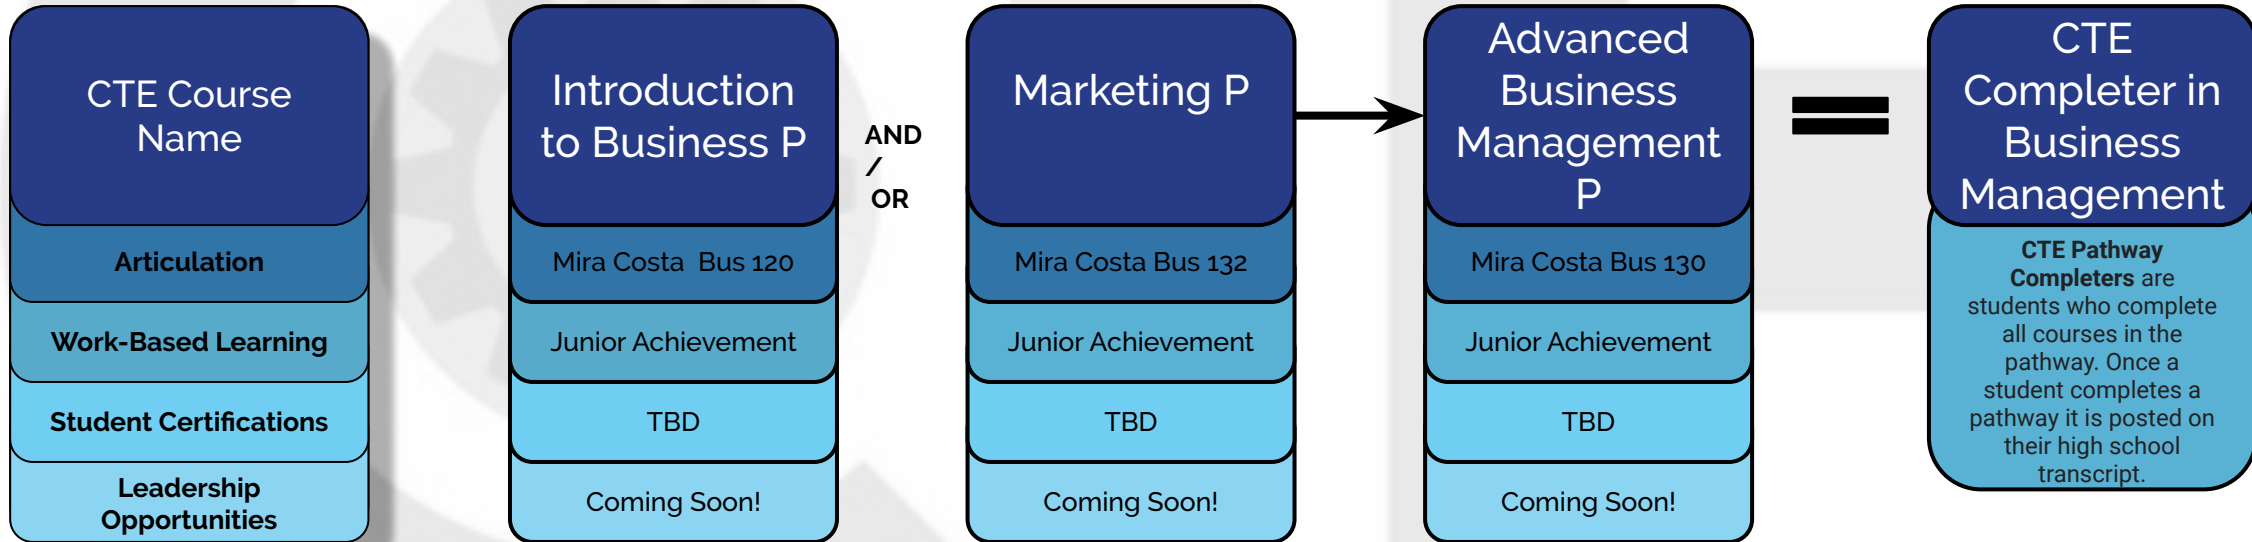 CTE Course
Name
Articulation
Work-Based Learning
Student Certifications
Leadership
Opportunities
Introduction
to Business P
Mira Costa  Bus 120
Junior Achievement
TBD
Coming Soon!
AND
/
OR
Marketing P
Mira Costa Bus 132
Junior Achievement
TBD
Coming Soon!
Advanced
Business
Management
P
Mira Costa Bus 130
Junior Achievement
TBD
Coming Soon!
=
CTE
Completer in
Business
Management
CTE Pathway
Completers are
students who complete
all courses in the
pathway. Once a
student completes a
pathway it is posted on
their high school
transcript.